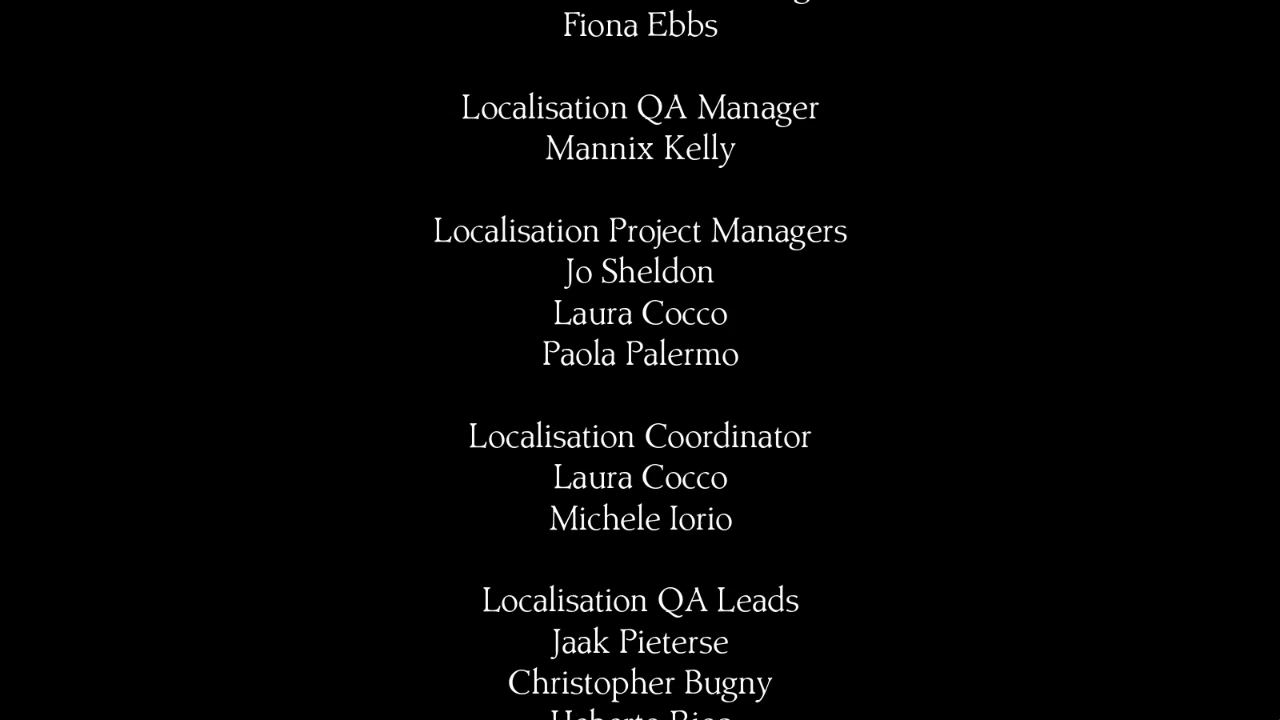 Fiona Ebbs
Localisation QA Manager
Mannix Kelly
Localisation Project Managers
Jo Sheldon
Laura Cocco
Paola Palermo
Localisation Coordinator
Laura Cocco
Michele Iorio
Localisation QA Leads
Jaak Pieterse
Christopher Bugny